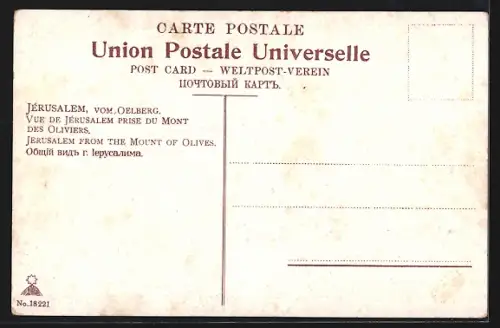 CARTE POSTALE
Union Postale Universelle
POST CARD — WELTPOST-VEREIN
ПОЧТОВЫЙ КАРТЪ.
JÉRUSALEM, VOM OELBERG.
VUE DE JÉRUSALEM PRISE DU MONT
DES OLIVIERS.
JERUSALEM FROM THE MOUNT OF OLIVES.
Общій видъ г. Іерусалима.
No. 18221